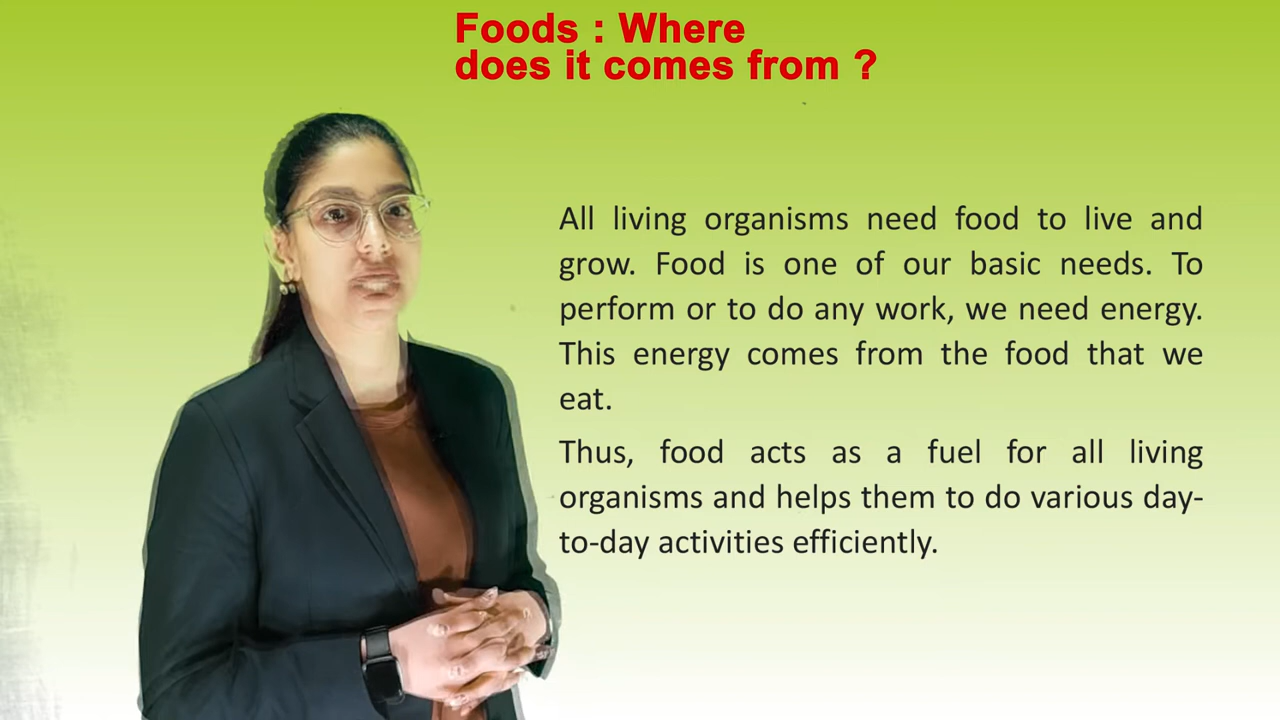 Foods : Where
does it comes from ?
All living organisms need food to live and
grow. Food is one of our basic needs. To
perform or to do any work, we need energy.
This energy comes from the food that we
eat.
Thus, food acts as a fuel for all living
organisms and helps them to do various day-
to-day activities efficiently.